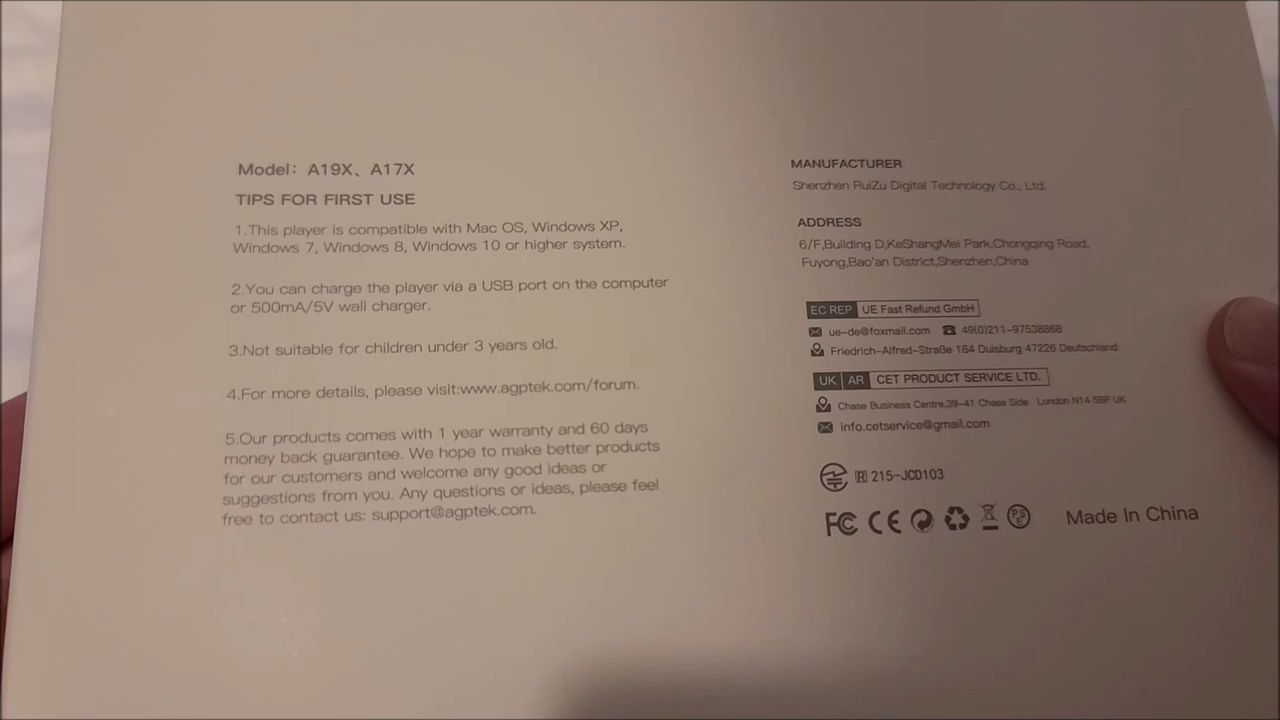 Model: A19X、A17X
TIPS FOR FIRST USE
1.This player is compatible with Mac OS, Windows XP,
Windows 7, Windows 8, Windows 10 or higher system.
2.You can charge the player via a USB port on the computer
or 500mA/5V wall charger.
3.Not suitable for children under 3 years old.
4.For more details, please visit:www.agptek.com/forum.
5.Our products comes with 1 year warranty and 60 days
money back guarantee. We hope to make better products
for our customers and welcome any good ideas or
suggestions from you. Any questions or ideas, please feel
free to contact us: support@agptek.com.
MANUFACTURER
Shenzhen RuiZu Digital Technology Co., Ltd.
ADDRESS
6/F,Building D,KeShangMei Park,Chongqing Road,
Fuyong,Bao'an District,Shenzhen,China
EC REP UE Fast Refund GmbH
ue-de@foxmail.com 49(0)211-97538868
Friedrich-Alfred-Straße 184 Duisburg 47226 Deutschland
UK AR CET PRODUCT SERVICE LTD.
Chase Business Centre,39-41 Chase Side London N14 5BP UK
info.cetservice@gmail.com
R 215-JCD103
FC CE PSE Made In China